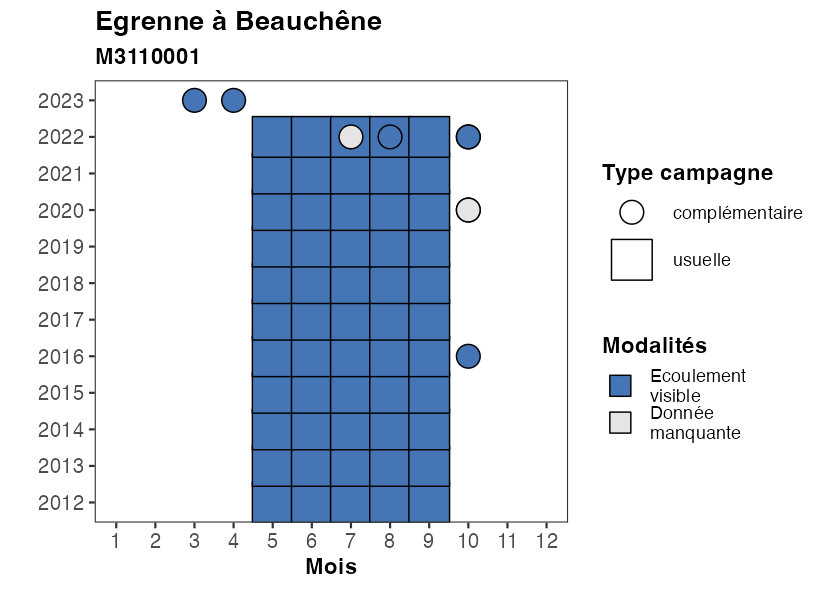 Egrenne à Beauchêne
M3110001
2023
2022
2021
2020
2019
2018
2017
2016
2015
2014
2013
2012
1 2 3 4 5 6 7 8 9 10 11 12
Mois
Type campagne
complémentaire
usuelle
Modalités
Ecoulement
visible
Donnée
manquante